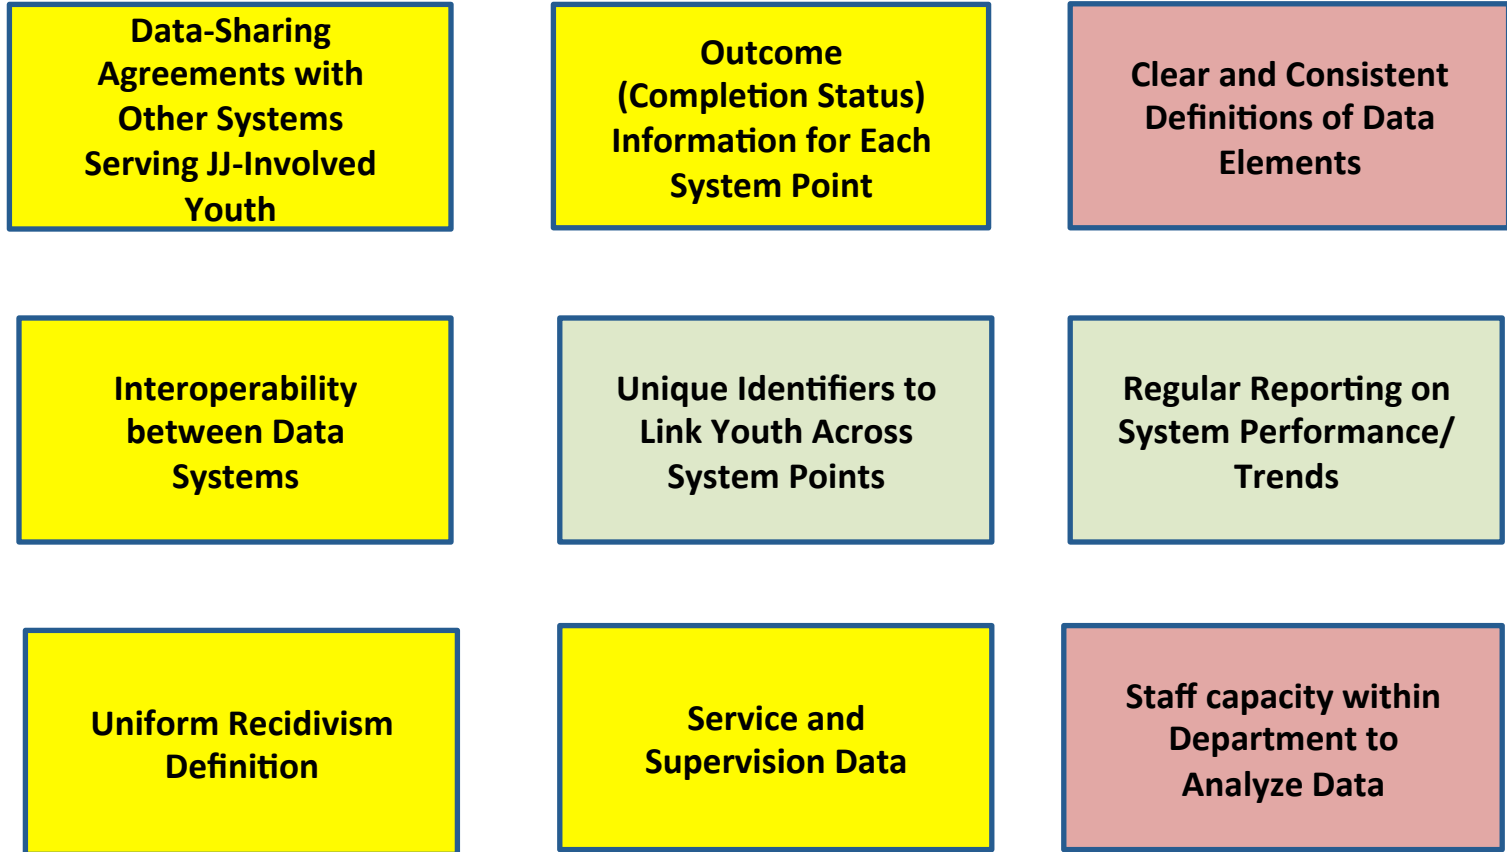 Data-Sharing
Agreements with
Other Systems
Serving JJ-Involved
Youth
Outcome
(Completion Status)
Information for Each
System Point
Clear and Consistent
Definitions of Data
Elements
Interoperability
between Data
Systems
Unique Identifiers to
Link Youth Across
System Points
Regular Reporting on
System Performance/
Trends
Uniform Recidivism
Definition
Service and
Supervision Data
Staff capacity within
Department to
Analyze Data